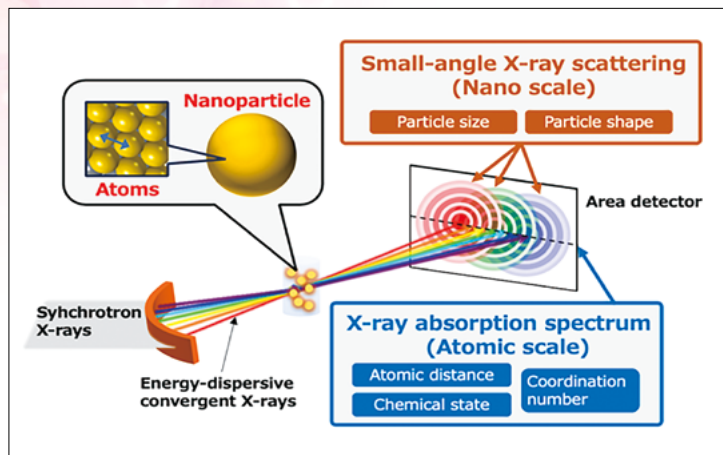 Small-angle X-ray scattering
(Nano scale)
Particle size
Particle shape
Nanoparticle
Atoms
Area detector
Syhchrotron
X-rays
Energy-dispersive
convergent X-rays
X-ray absorption spectrum
(Atomic scale)
Atomic distance
Chemical state
Coordination
number